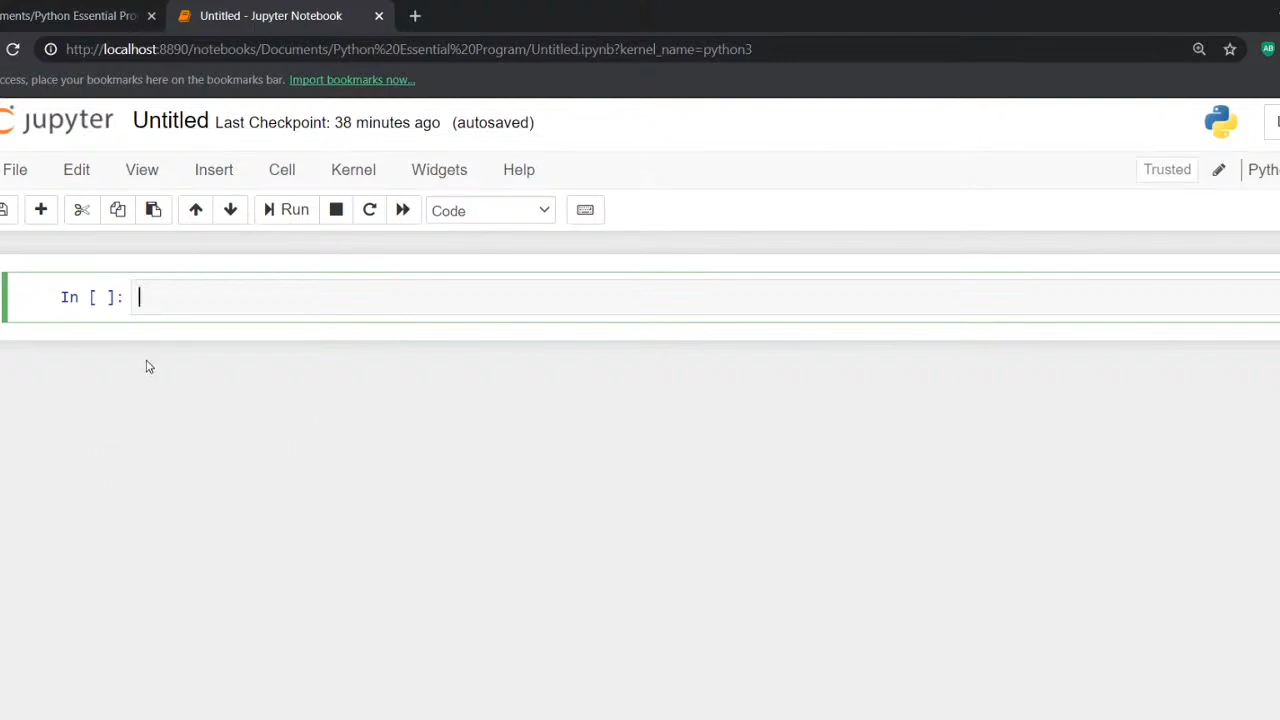 ments/Python Essential Pro
Untitled - Jupyter Notebook
http://localhost:8890/notebooks/Documents/Python%20Essential%20Program/Untitled.ipynb?kernel_name=python3
AB
ccess, place your bookmarks here on the bookmarks bar. Import bookmarks now...
jupyter Untitled Last Checkpoint: 38 minutes ago (autosaved)
File Edit View Insert Cell Kernel Widgets Help Trusted Pyth
Run Code
In [ ]: